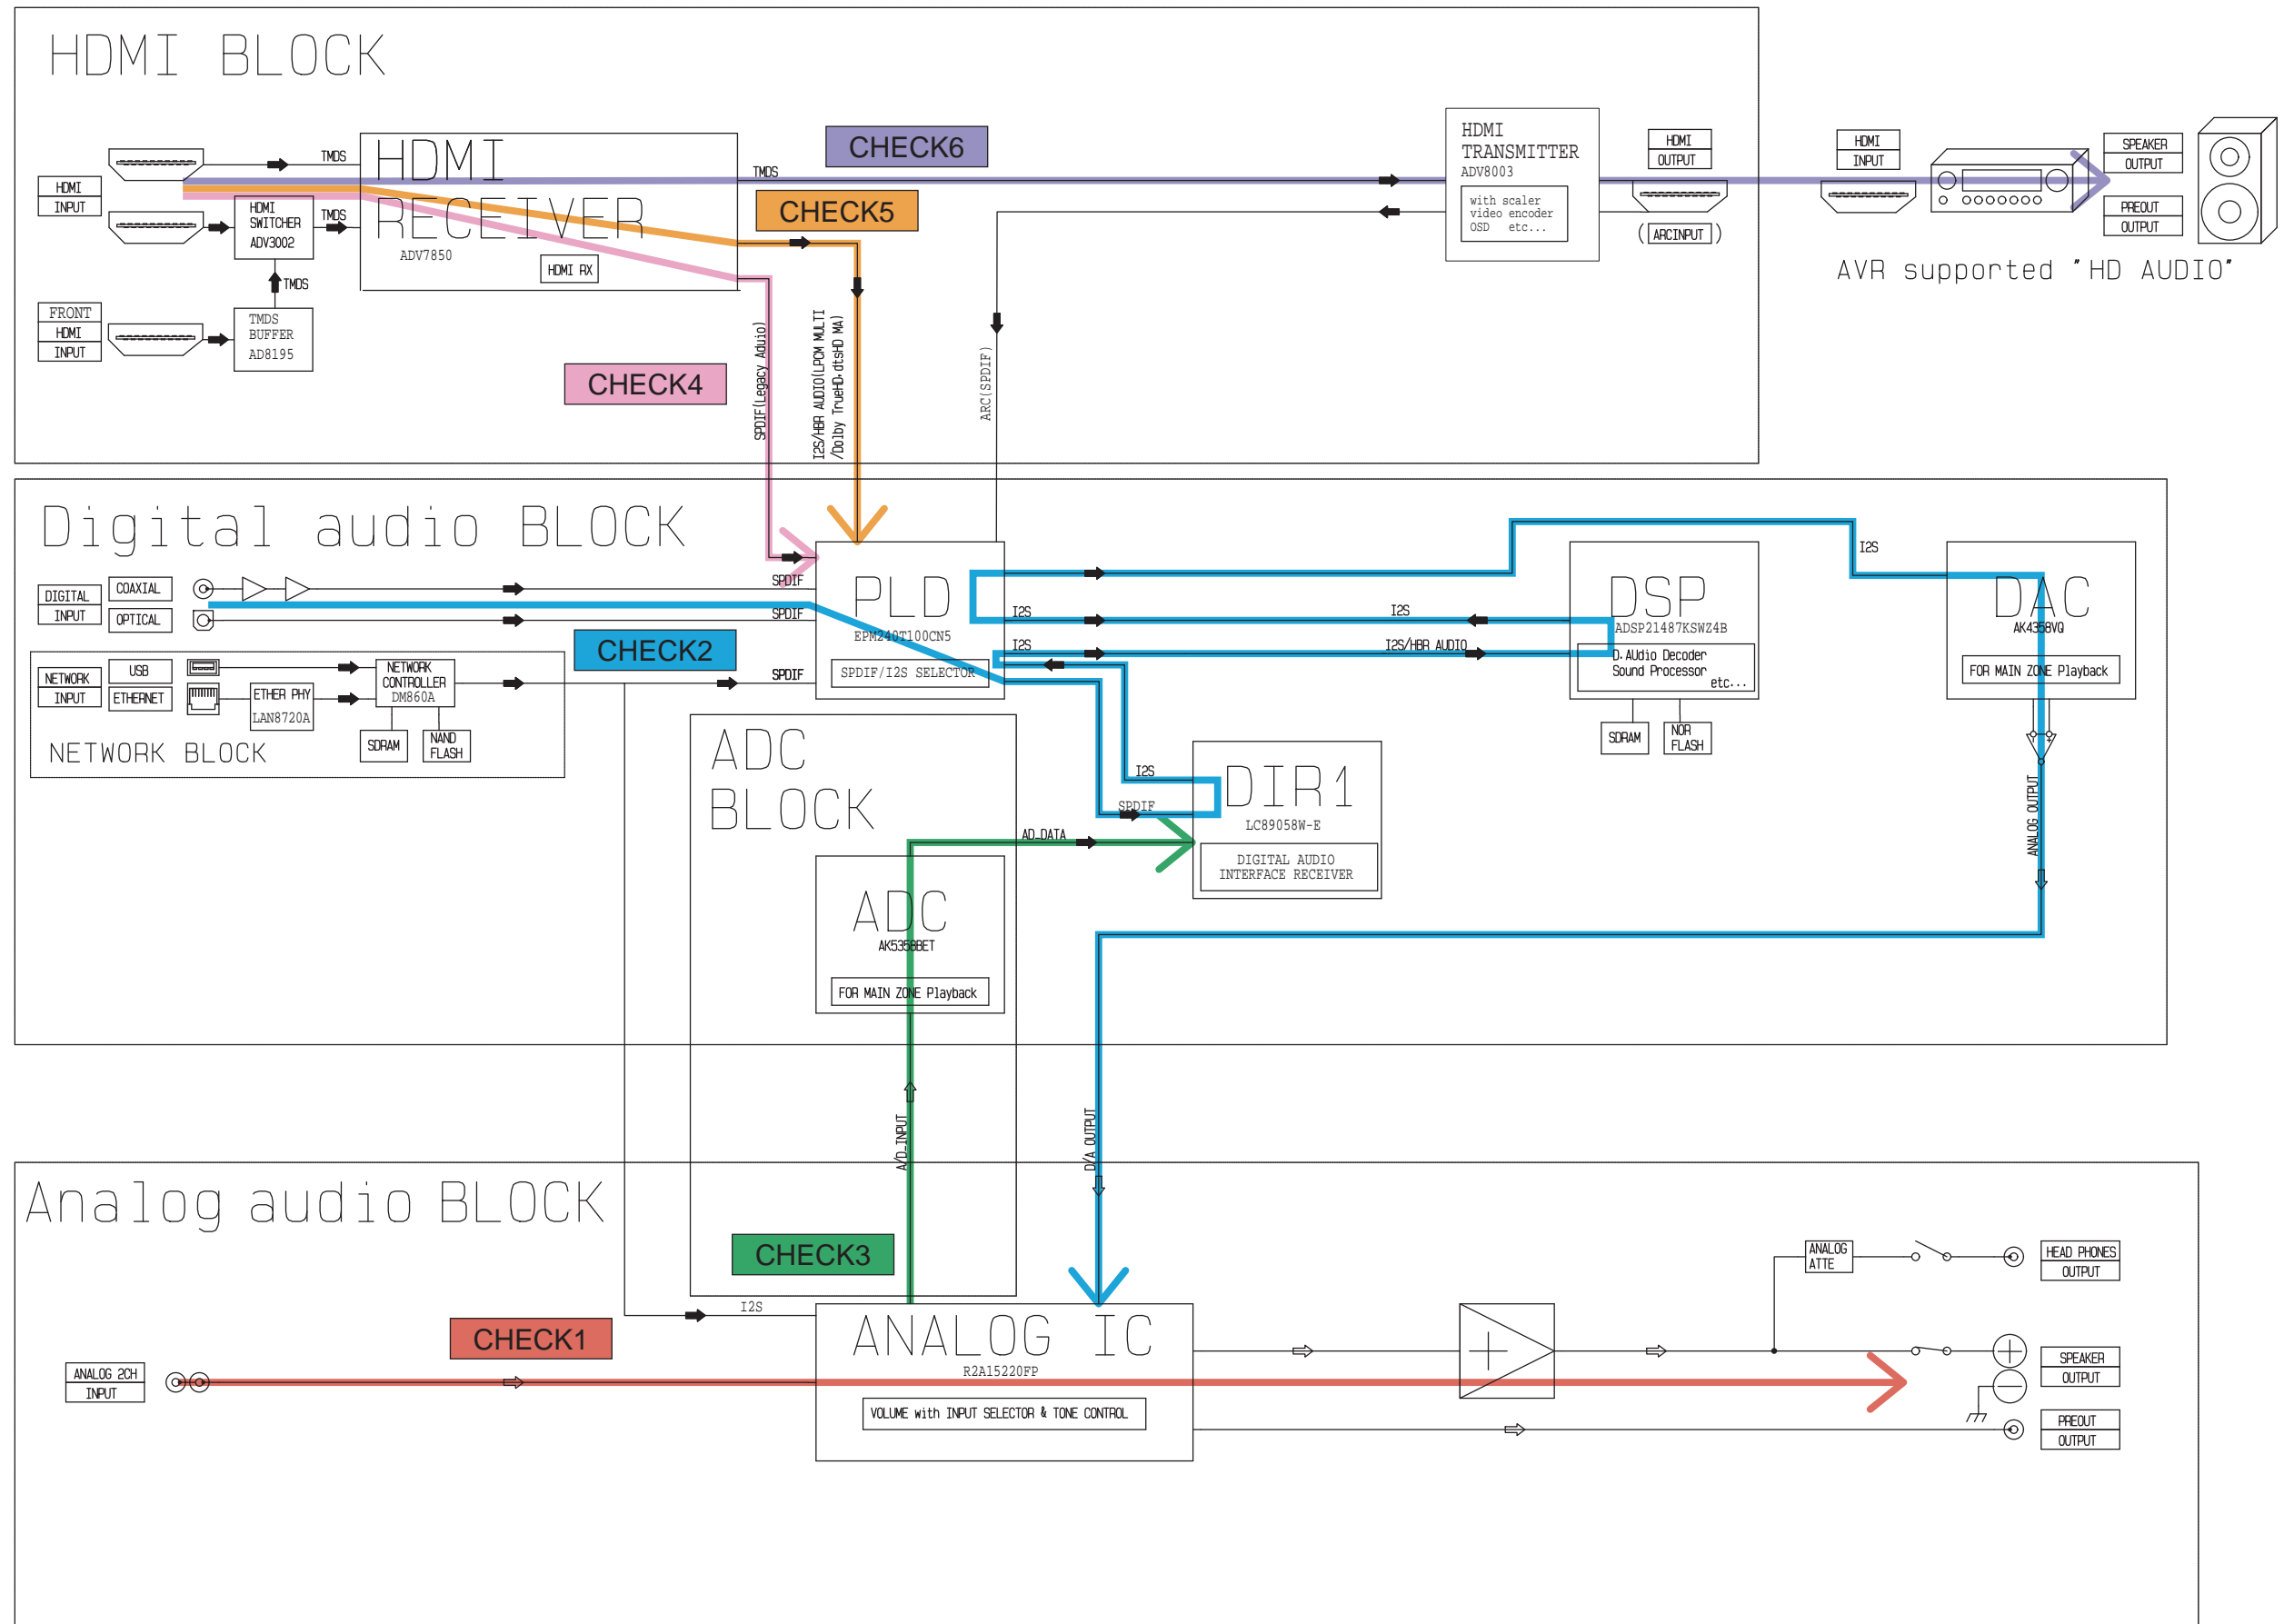 HDMI BLOCK
HDMI
INPUT
TMDS
HDMI
SWITCHER
ADV3002
TMDS
TMDS
FRONT
HDMI
INPUT
TMDS
BUFFER
AD8195
HDMI
RECEIVER
ADV7850
HDMI RX
CHECK6
TMDS
CHECK5
CHECK4
SPDIF(Legacy Aduio)
I2S/HBR AUDIO(LPCM MULTI
/Dolby TrueHD,dtsHD MA)
ARC(SPDIF)
HDMI
TRANSMITTER
ADV8003
with scaler
video encoder
OSD etc...
HDMI
OUTPUT
( ARCINPUT )
HDMI
INPUT
SPEAKER
OUTPUT
PREOUT
OUTPUT
AVR supported "HD AUDIO"
Digital audio BLOCK
DIGITAL
INPUT
COAXIAL
OPTICAL
SPDIF
SPDIF
CHECK2
NETWORK
INPUT
USB
ETHERNET
ETHER PHY
LAN8720A
NETWORK
CONTROLLER
DM860A
SDRAM
NAND
FLASH
NETWORK BLOCK
SPDIF
PLD
EPM240T100CN5
SPDIF/I2S SELECTOR
I2S
I2S
I2S
I2S/HBR AUDIO
DSP
ADSP21487KSWZ4B
D.AUdio Decoder
Sound Processor
etc...
SDRAM
NOR
FLASH
I2S
DAC
AK4358VQ
FOR MAIN ZONE Playback
ANALOG OUTPUT
ADC
BLOCK
ADC
AK5358BET
FOR MAIN ZONE Playback
AD_DATA
I2S
SPDIF
DIR1
LC89058W-E
DIGITAL AUDIO
INTERFACE RECEIVER
A/D_INPUT
D/A OUTPUT
Analog audio BLOCK
CHECK3
I2S
CHECK1
ANALOG 2CH
INPUT
ANALOG IC
R2A15220FP
VOLUME with INPUT SELECTOR & TONE CONTROL
ANALOG
ATTE
HEAD PHONES
OUTPUT
SPEAKER
OUTPUT
PREOUT
OUTPUT